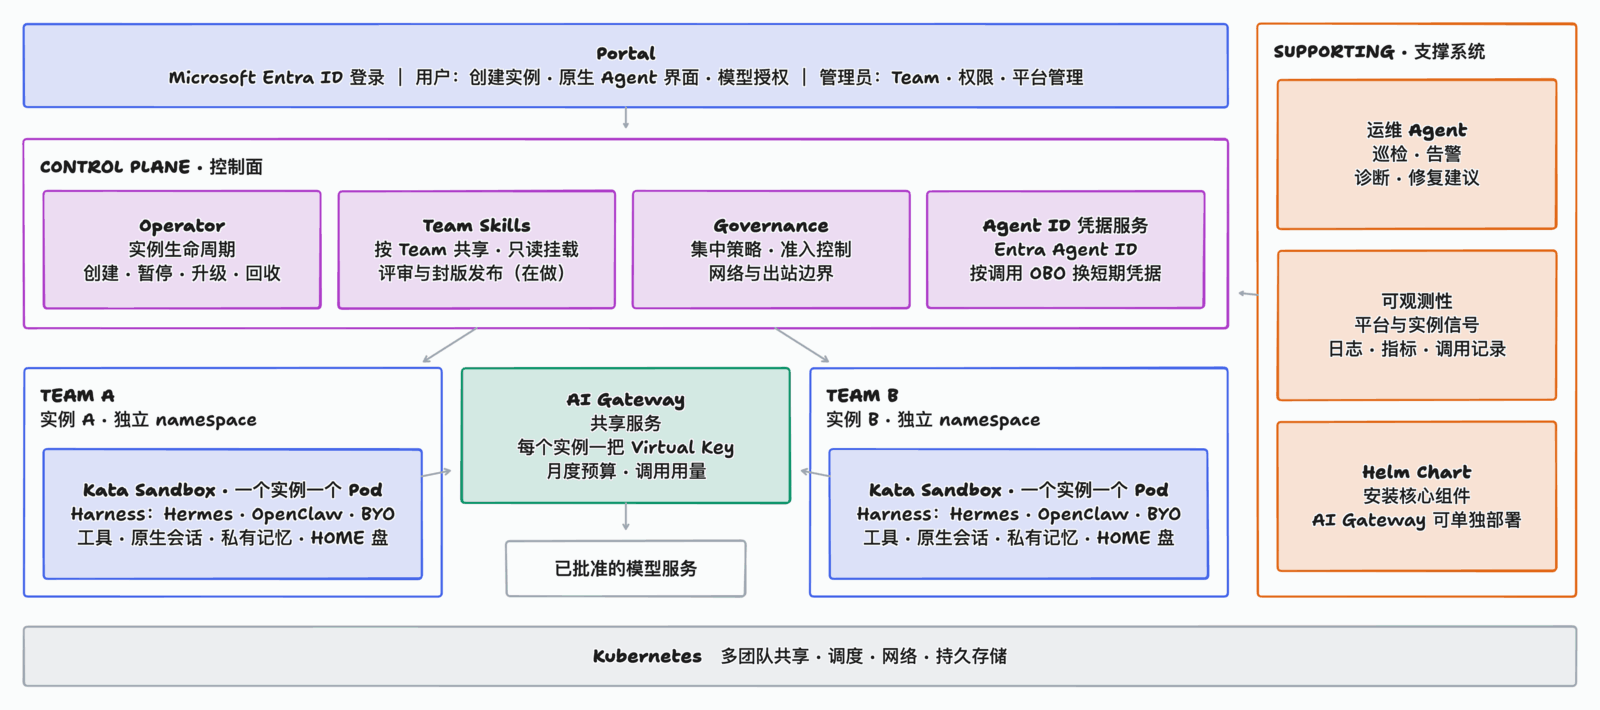 Portal
Microsoft Entra ID 登录 | 用户：创建实例 · 原生 Agent 界面 · 模型授权 | 管理员：Team · 权限 · 平台管理
CONTROL PLANE · 控制面
Operator
实例生命周期
创建 · 暂停 · 升级 · 回收
Team Skills
按 Team 共享 · 只读挂载
评审与封版发布（在做）
Governance
集中策略 · 准入控制
网络与出站边界
Agent ID 凭据服务
Entra Agent ID
按调用 OBO 换短期凭据
TEAM A
实例 A · 独立 namespace
Kata Sandbox · 一个实例一个 Pod
Harness：Hermes · OpenClaw · BYO
工具 · 原生会话 · 私有记忆 · HOME 盘
AI Gateway
共享服务
每个实例一把 Virtual Key
月度预算 · 调用用量
已批准的模型服务
TEAM B
实例 B · 独立 namespace
Kata Sandbox · 一个实例一个 Pod
Harness：Hermes · OpenClaw · BYO
工具 · 原生会话 · 私有记忆 · HOME 盘
SUPPORTING · 支撑系统
运维 Agent
巡检 · 告警
诊断 · 修复建议
可观测性
平台与实例信号
日志 · 指标 · 调用记录
Helm Chart
安装核心组件
AI Gateway 可单独部署
Kubernetes 多团队共享 · 调度 · 网络 · 持久存储